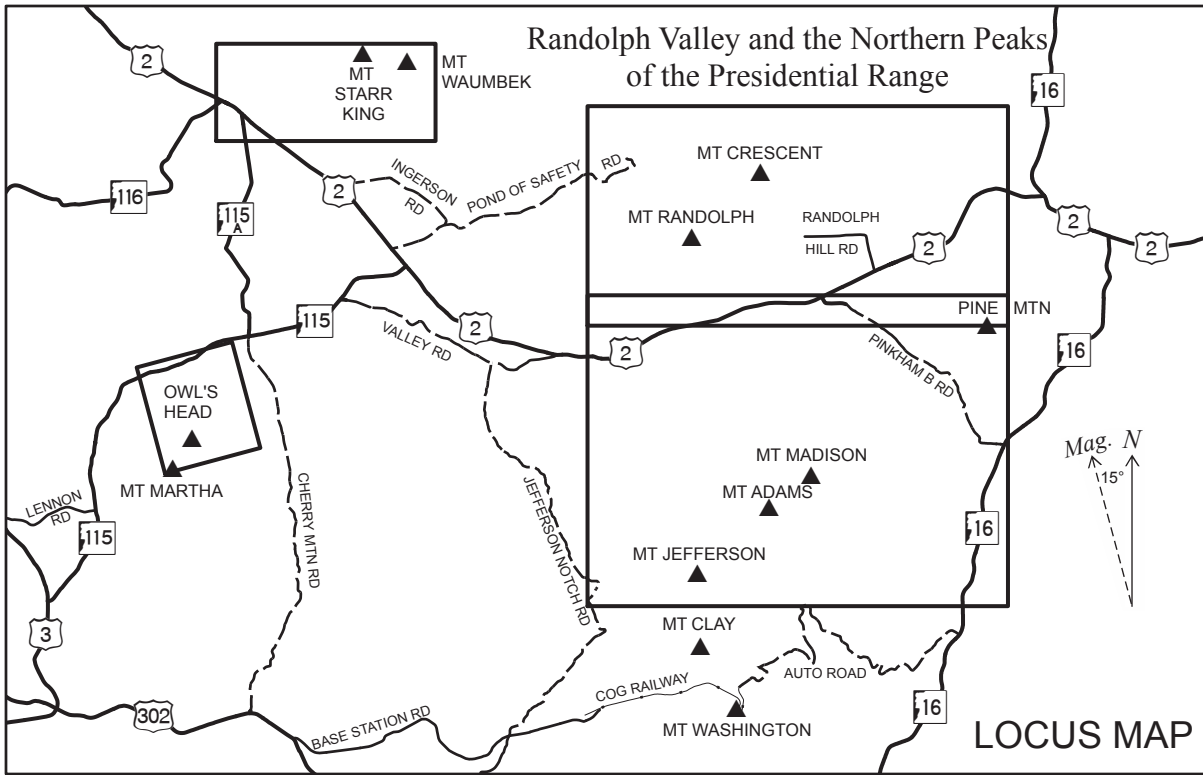 Randolph Valley and the Northern Peaks
of the Presidential Range
2
MT
STARR
KING
MT
WAUMBEK
16
116
115
A
2
INGERSON
RD
POND OF SAFETY RD
MT CRESCENT
MT RANDOLPH
RANDOLPH
HILL RD
2
2
2
115
VALLEY RD
2
2
PINE MTN
16
PINKHAM B RD
OWL'S
HEAD
MT MARTHA
LENNON
RD
115
CHERRY MTN RD
JEFFERSON NOTCH RD
MT MADISON
MT ADAMS
MT JEFFERSON
16
Mag. N
15°
3
MT CLAY
AUTO ROAD
COG RAILWAY
302
BASE STATION RD
MT WASHINGTON
16
LOCUS MAP